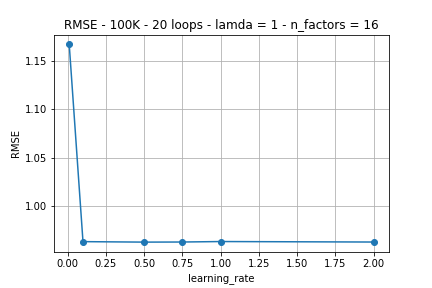 RMSE - 100K - 20 loops - lamda = 1 - n_factors = 16
1.15
1.10
1.05
1.00
RMSE
0.00 0.25 0.50 0.75 1.00 1.25 1.50 1.75 2.00
learning_rate